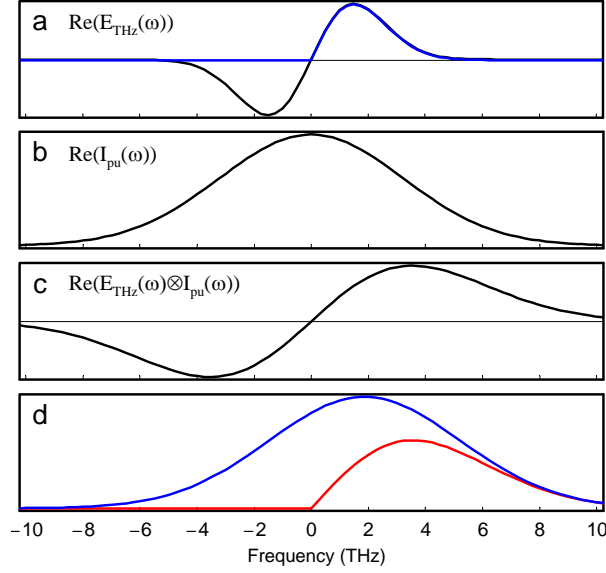 a Re(E_THz(ω))
b Re(I_pu(ω))
c Re(E_THz(ω)⊗I_pu(ω))
d
−10 −8 −6 −4 −2 0 2 4 6 8 10
Frequency (THz)